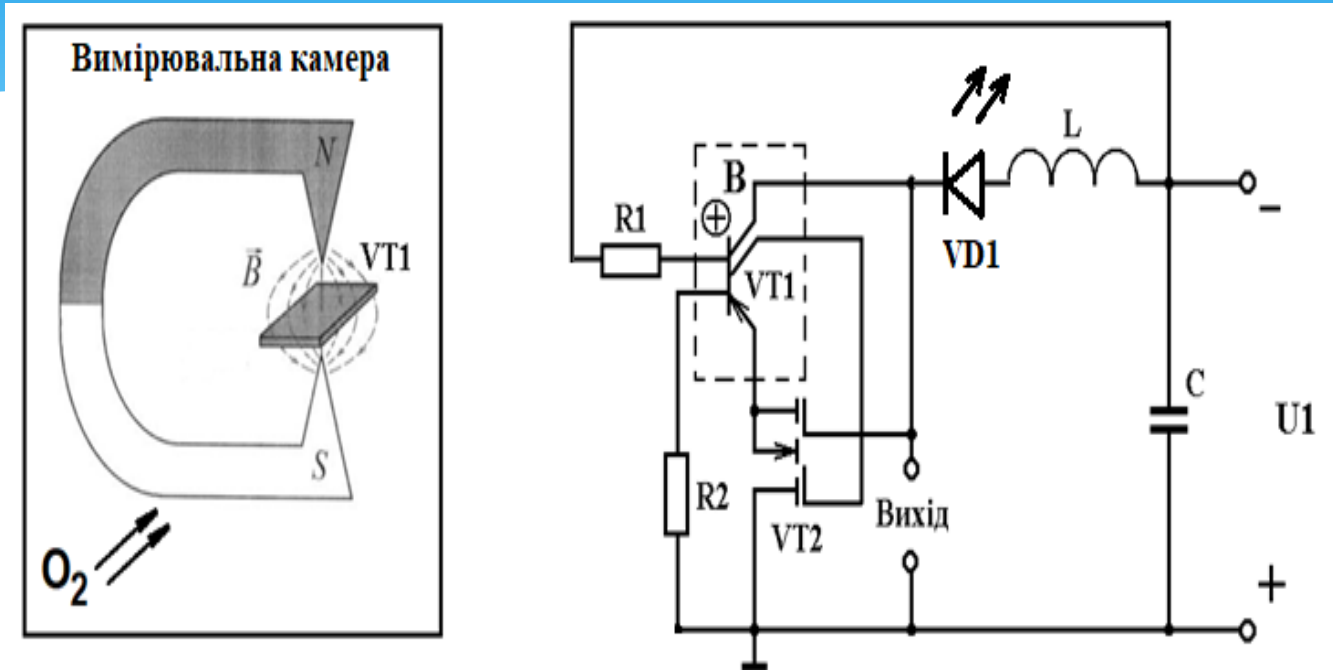 Вимірювальна камера
N
B
VT1
S
O2
R1
B
VT1
R2
VT2
Вихід
VD1
L
−
C
U1
+